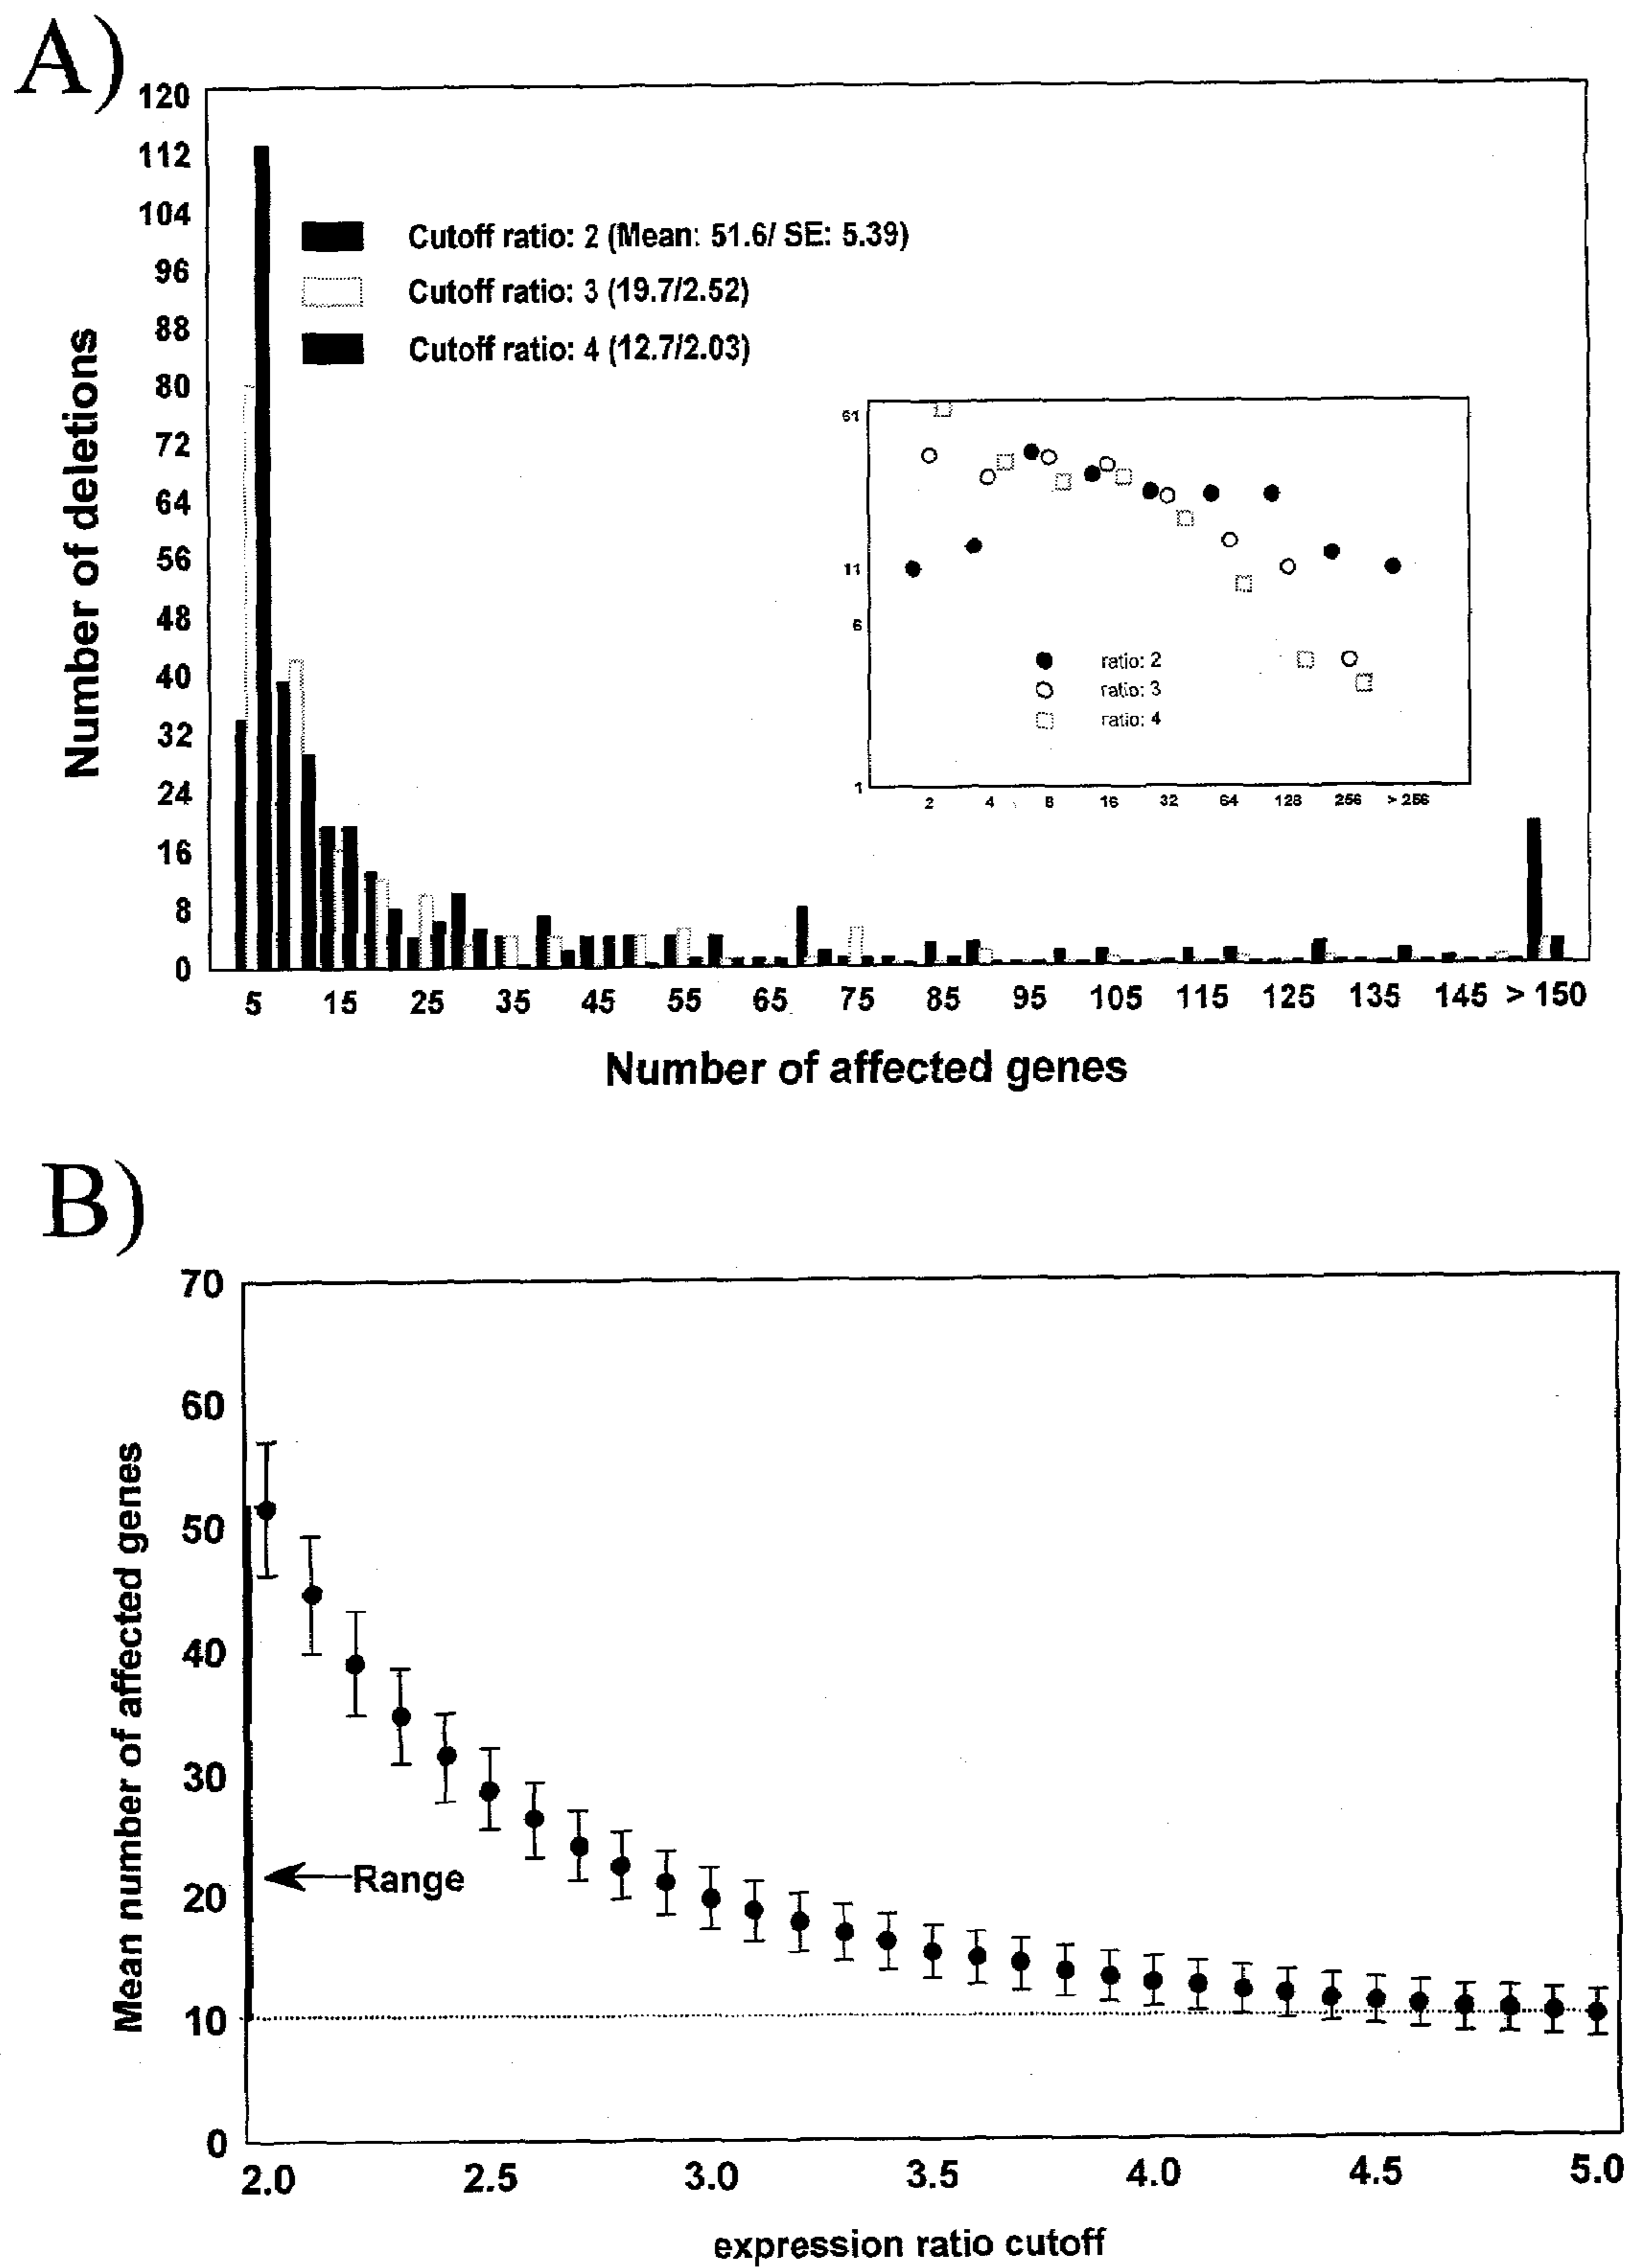 A)
120
112
104
96
88
80
72
64
56
48
40
32
24
16
8
0
Number of deletions
Cutoff ratio: 2 (Mean: 51.6/ SE: 5.39)
Cutoff ratio: 3 (19.7/2.52)
Cutoff ratio: 4 (12.7/2.03)
61
11
6
1
ratio: 2
ratio: 3
ratio: 4
2 4 8 16 32 64 128 256 > 256
5 15 25 35 45 55 65 75 85 95 105 115 125 135 145 > 150
Number of affected genes
B)
70
60
50
40
30
20
10
0
Mean number of affected genes
Range
2.0 2.5 3.0 3.5 4.0 4.5 5.0
expression ratio cutoff